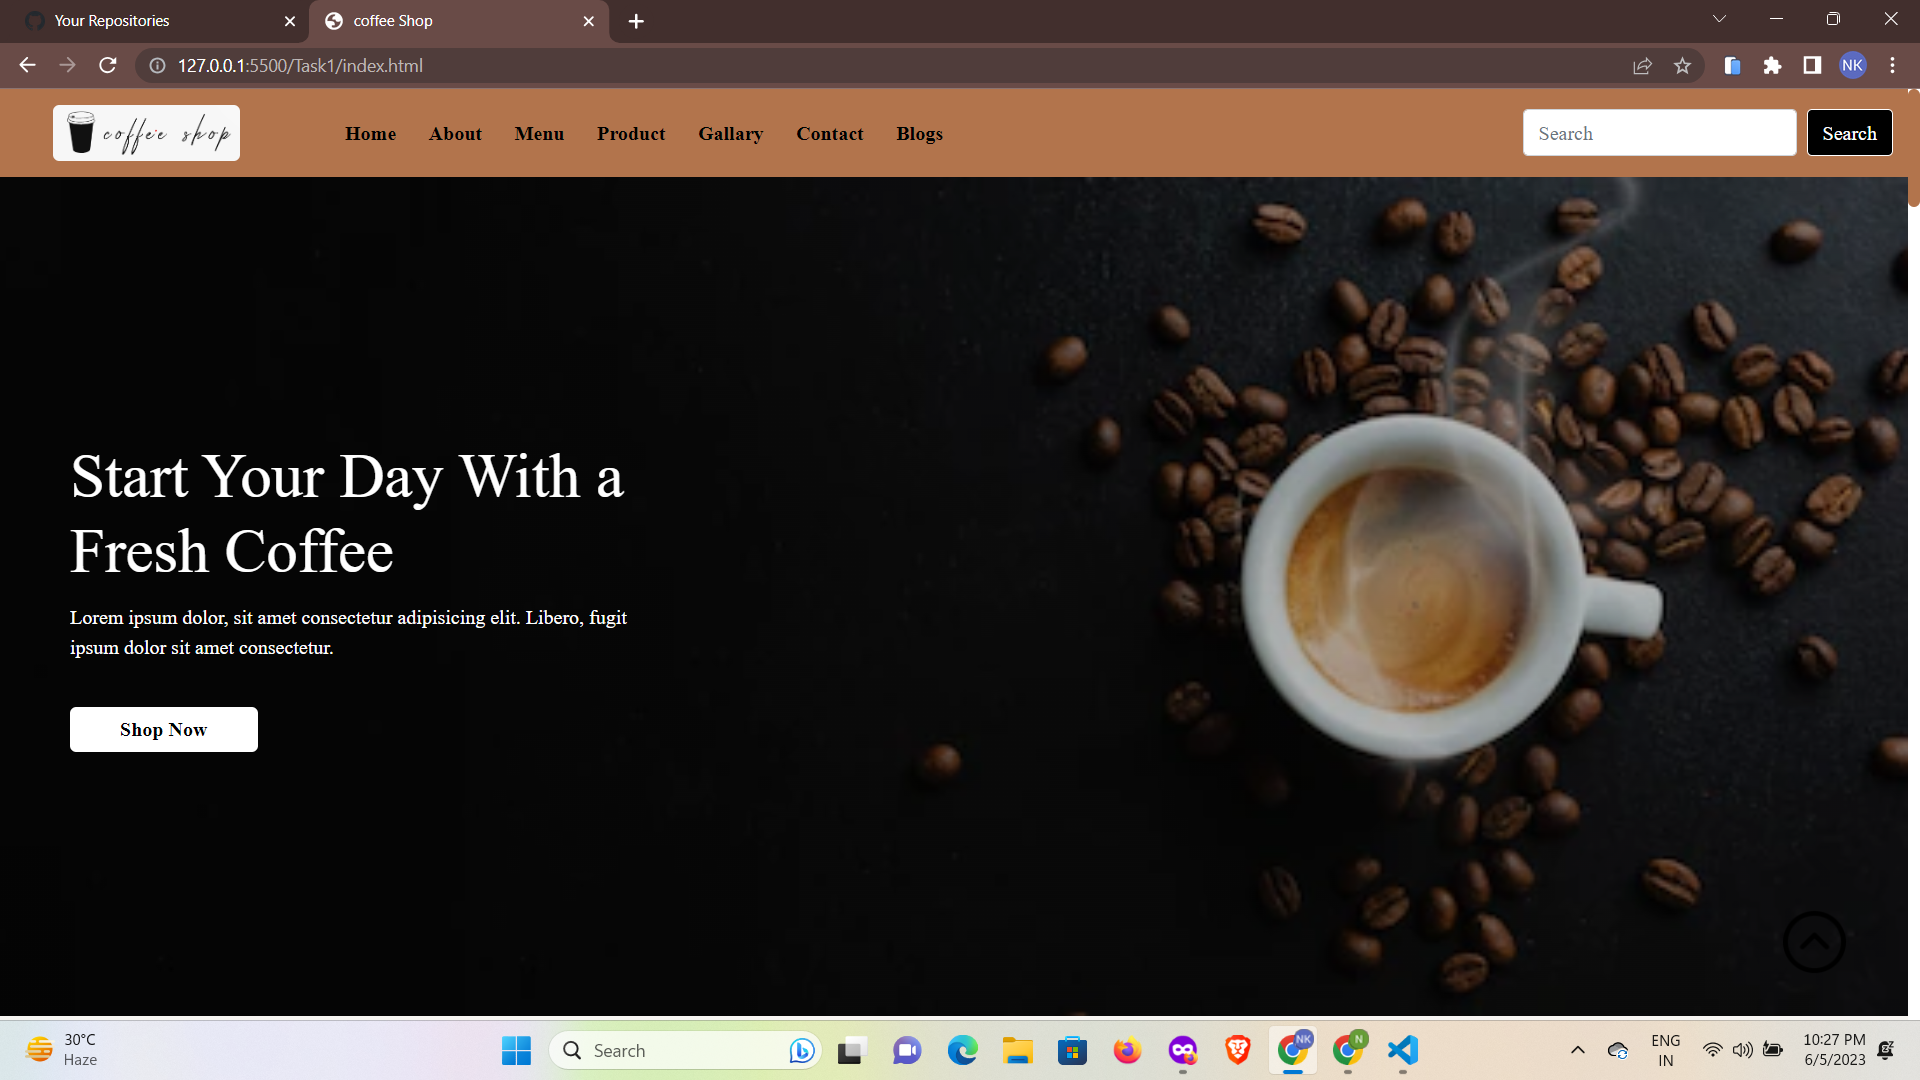 Your Repositories
coffee Shop
127.0.0.1:5500/Task1/index.html
NK
coffee shop
Home About Menu Product Gallary Contact Blogs
Search
Search
Start Your Day With a
Fresh Coffee
Lorem ipsum dolor, sit amet consectetur adipisicing elit. Libero, fugit
ipsum dolor sit amet consectetur.
Shop Now
30°C
Haze
Search
NK
N
ENG
IN
10:27 PM
6/5/2023